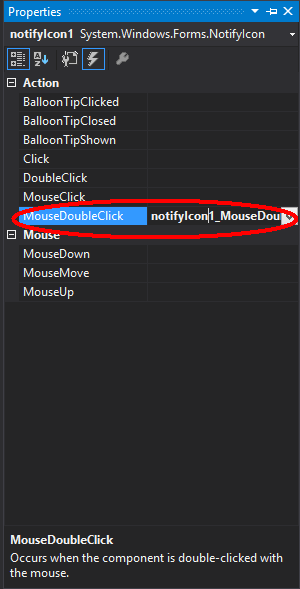 Properties
notifyIcon1 System.Windows.Forms.NotifyIcon
Action
BalloonTipClicked
BalloonTipClosed
BalloonTipShown
Click
DoubleClick
MouseClick
MouseDoubleClick notifyIcon1_MouseDou
Mouse
MouseDown
MouseMove
MouseUp
MouseDoubleClick
Occurs when the component is double-clicked with
the mouse.